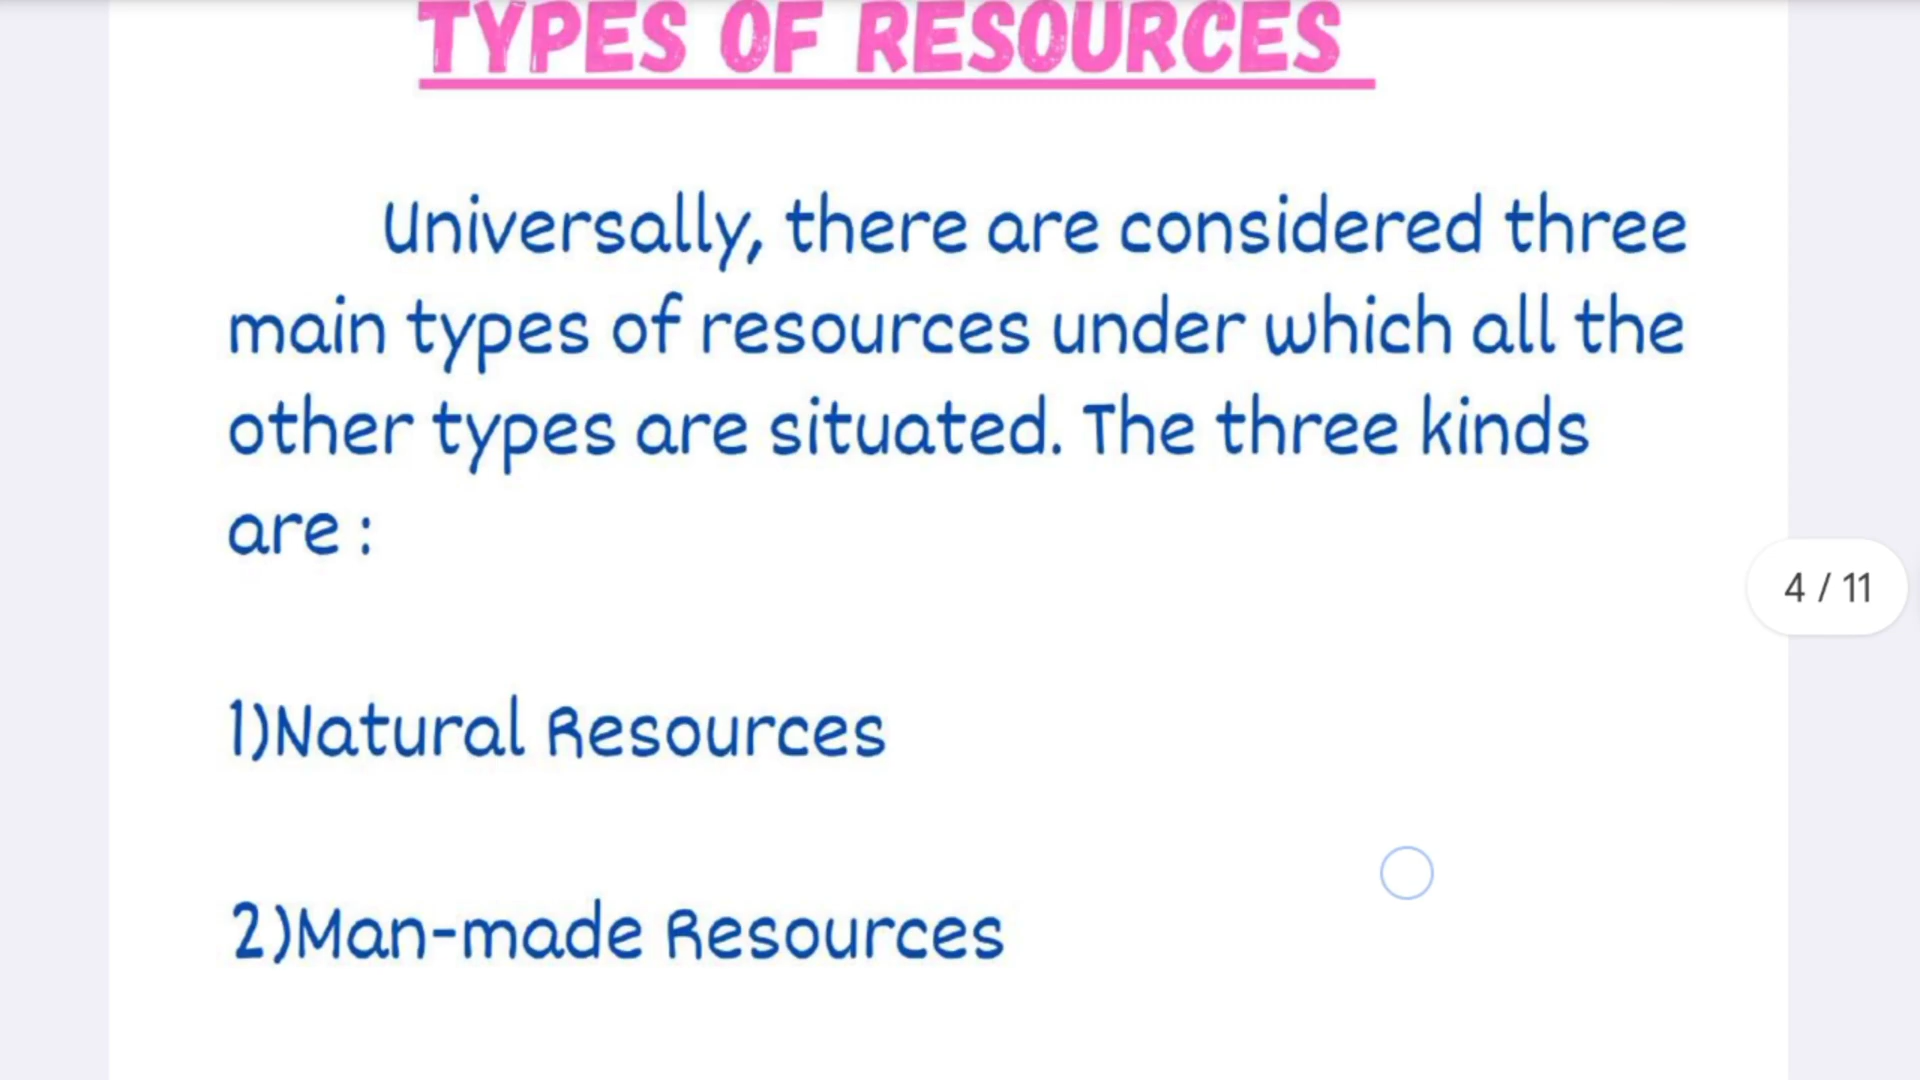 TYPES OF RESOURCES
Universally, there are considered three
main types of resources under which all the
other types are situated. The three kinds
are :
4 / 11
1)Natural Resources
2)Man-made Resources